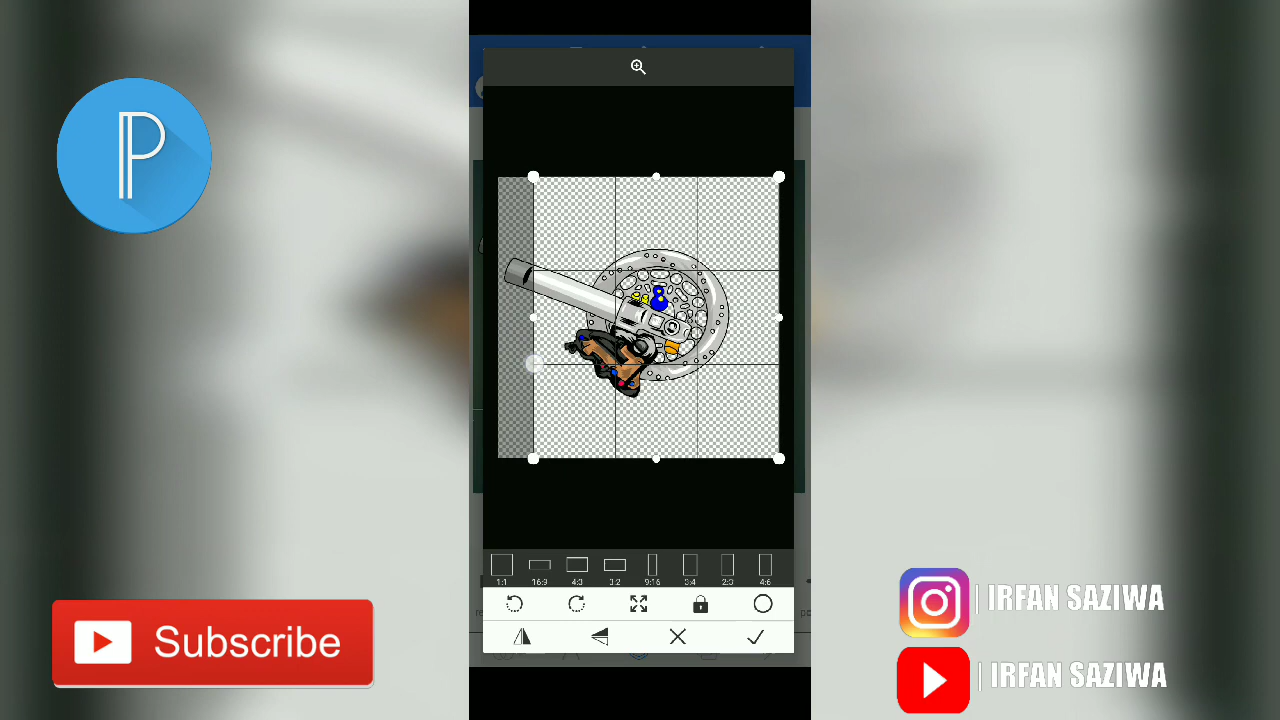 P
1:1 16:9 4:3 3:2 9:16 3:4 2:3 4:6
Subscribe
| IRFAN SAZIWA
| IRFAN SAZIWA